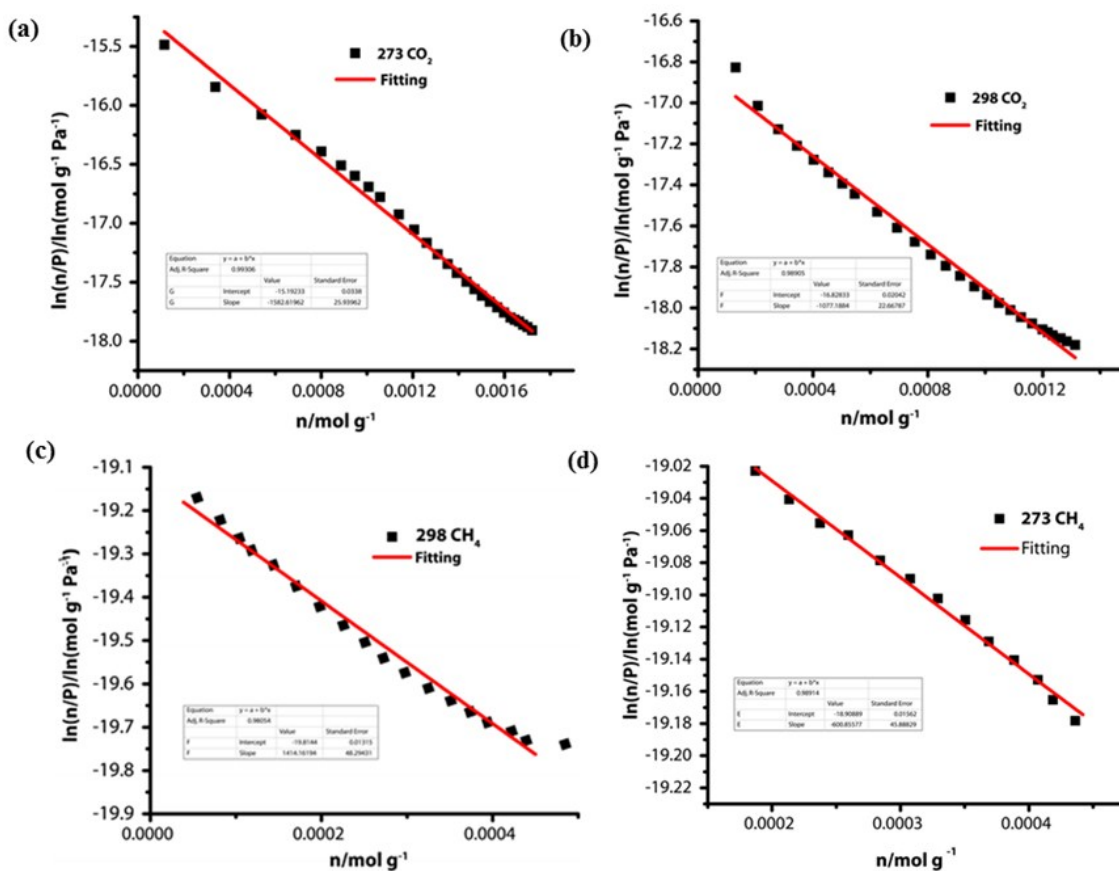 (a)
ln(n/P)/ln(mol g⁻¹ Pa⁻¹)
-15.5
-16.0
-16.5
-17.0
-17.5
-18.0
273 CO₂
Fitting
Equation y = a + b*x
Adj. R-Square 0.99306
Value Standard Error
G Intercept -15.19233 0.0338
G Slope -1582.61962 25.93962
0.0000 0.0004 0.0008 0.0012 0.0016
n/mol g⁻¹
(b)
ln(n/P)/ln(mol g⁻¹ Pa⁻¹)
-16.6
-16.8
-17.0
-17.2
-17.4
-17.6
-17.8
-18.0
-18.2
298 CO₂
Fitting
Equation y = a + b*x
Adj. R-Square 0.98905
Value Standard Error
F Intercept -16.82833 0.02042
F Slope -1077.1884 22.66787
0.0000 0.0004 0.0008 0.0012
n/mol g⁻¹
(c)
ln(n/P)/ln(mol g⁻¹ Pa⁻¹)
-19.1
-19.2
-19.3
-19.4
-19.5
-19.6
-19.7
-19.8
-19.9
298 CH₄
Fitting
Equation y = a + b*x
Adj. R-Square 0.98054
Value Standard Error
F Intercept -19.8144 0.01315
F Slope 1414.16194 48.29431
0.0000 0.0002 0.0004
n/mol g⁻¹
(d)
ln(n/P)/ln(mol g⁻¹ Pa⁻¹)
-19.02
-19.04
-19.06
-19.08
-19.10
-19.12
-19.14
-19.16
-19.18
-19.20
-19.22
273 CH₄
Fitting
Equation y = a + b*x
Adj. R-Square 0.98914
Value Standard Error
E Intercept -18.90889 0.01562
E Slope -600.85577 45.88829
0.0002 0.0003 0.0004
n/mol g⁻¹